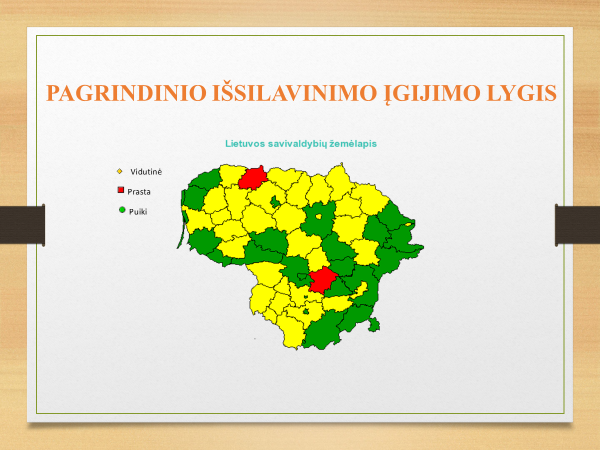 PAGRINDINIO IŠSILAVINIMO ĮGIJIMO LYGIS
Lietuvos savivaldybių žemėlapis
Vidutinė
Prasta
Puiki